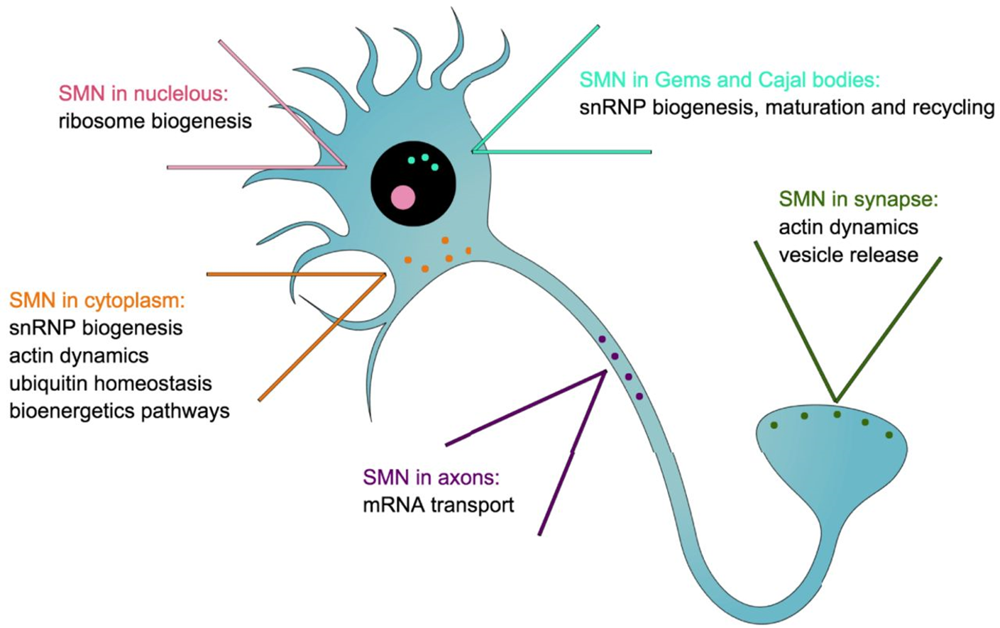 SMN in nuclelous:
ribosome biogenesis
SMN in Gems and Cajal bodies:
snRNP biogenesis, maturation and recycling
SMN in synapse:
actin dynamics
vesicle release
SMN in cytoplasm:
snRNP biogenesis
actin dynamics
ubiquitin homeostasis
bioenergetics pathways
SMN in axons:
mRNA transport